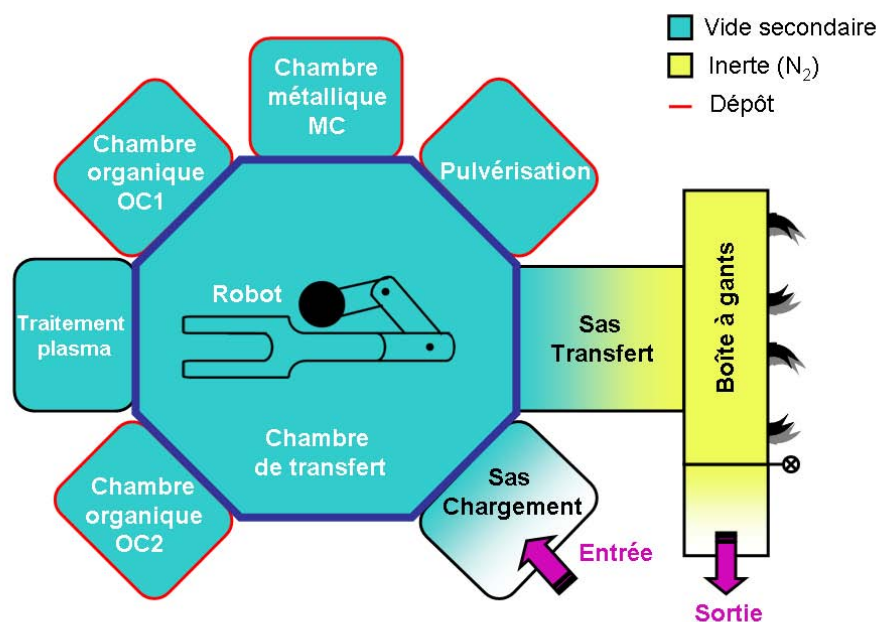 Vide secondaire
Inerte (N₂)
Dépôt
Chambre
métallique
MC
Chambre
organique
OC1
Pulvérisation
Traitement
plasma
Robot
Sas
Transfert
Boîte à gants
Chambre
de transfert
Chambre
organique
OC2
Sas
Chargement
Entrée
Sortie